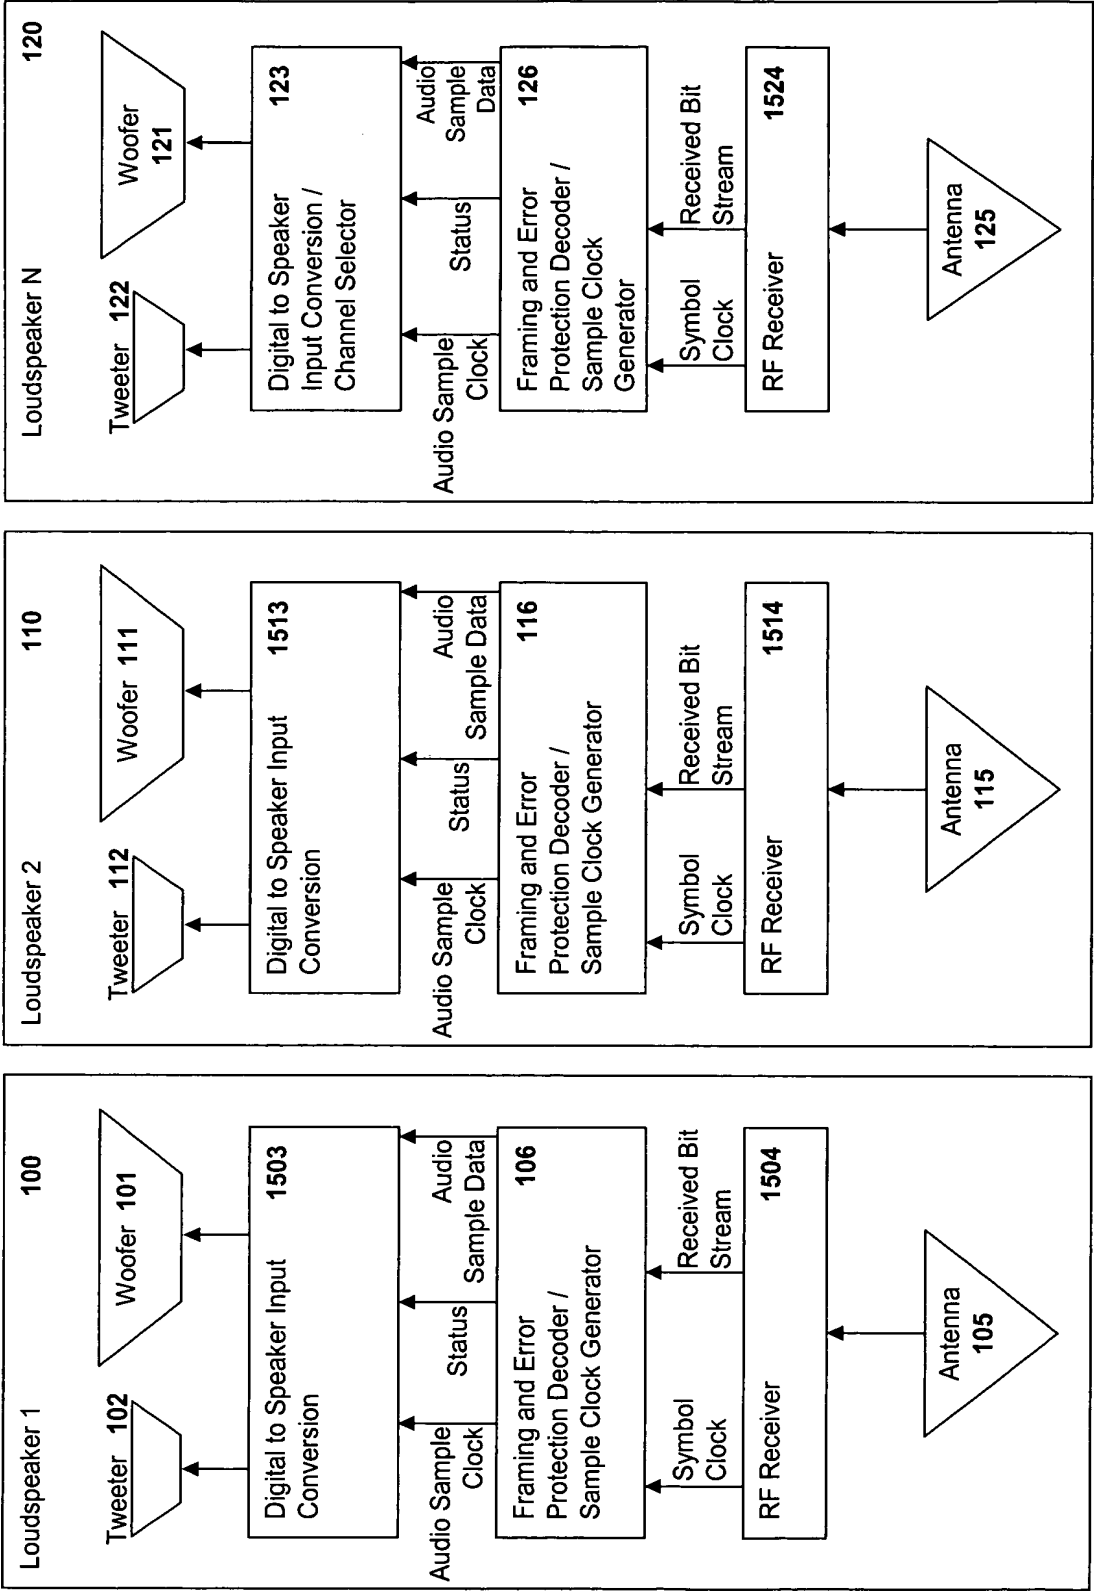 Loudspeaker 1 100
Tweeter 102
Woofer 101
Digital to Speaker Input
Conversion
1503
Audio Sample
Clock
Status
Audio
Sample Data
Framing and Error
Protection Decoder /
Sample Clock Generator
106
Symbol
Clock
Received Bit
Stream
RF Receiver
1504
Antenna
105
Loudspeaker 2 110
Tweeter 112
Woofer 111
Digital to Speaker Input
Conversion
1513
Audio Sample
Clock
Status
Audio
Sample Data
Framing and Error
Protection Decoder /
Sample Clock Generator
116
Symbol
Clock
Received Bit
Stream
RF Receiver
1514
Antenna
115
Loudspeaker N 120
Tweeter 122
Woofer
121
Digital to Speaker
Input Conversion /
Channel Selector
123
Audio Sample
Clock
Status
Audio
Sample
Data
Framing and Error
Protection Decoder /
Sample Clock
Generator
126
Symbol
Clock
Received Bit
Stream
RF Receiver
1524
Antenna
125